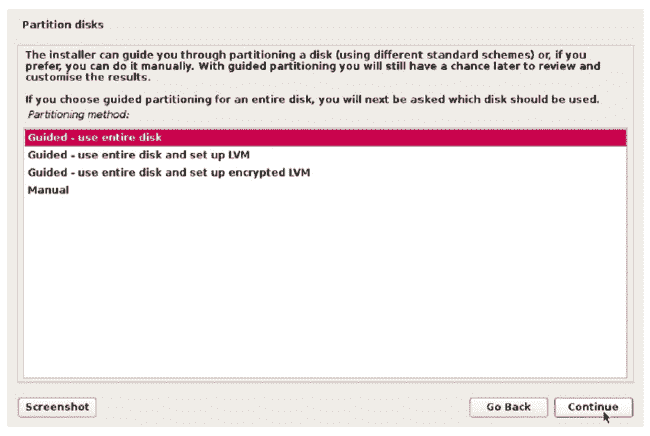 Partition disks
The installer can guide you through partitioning a disk (using different standard schemes) or, if you
prefer, you can do it manually. With guided partitioning you will still have a chance later to review and
customise the results.
If you choose guided partitioning for an entire disk, you will next be asked which disk should be used.
Partitioning method:
Guided - use entire disk
Guided - use entire disk and set up LVM
Guided - use entire disk and set up encrypted LVM
Manual
Screenshot Go Back Continue